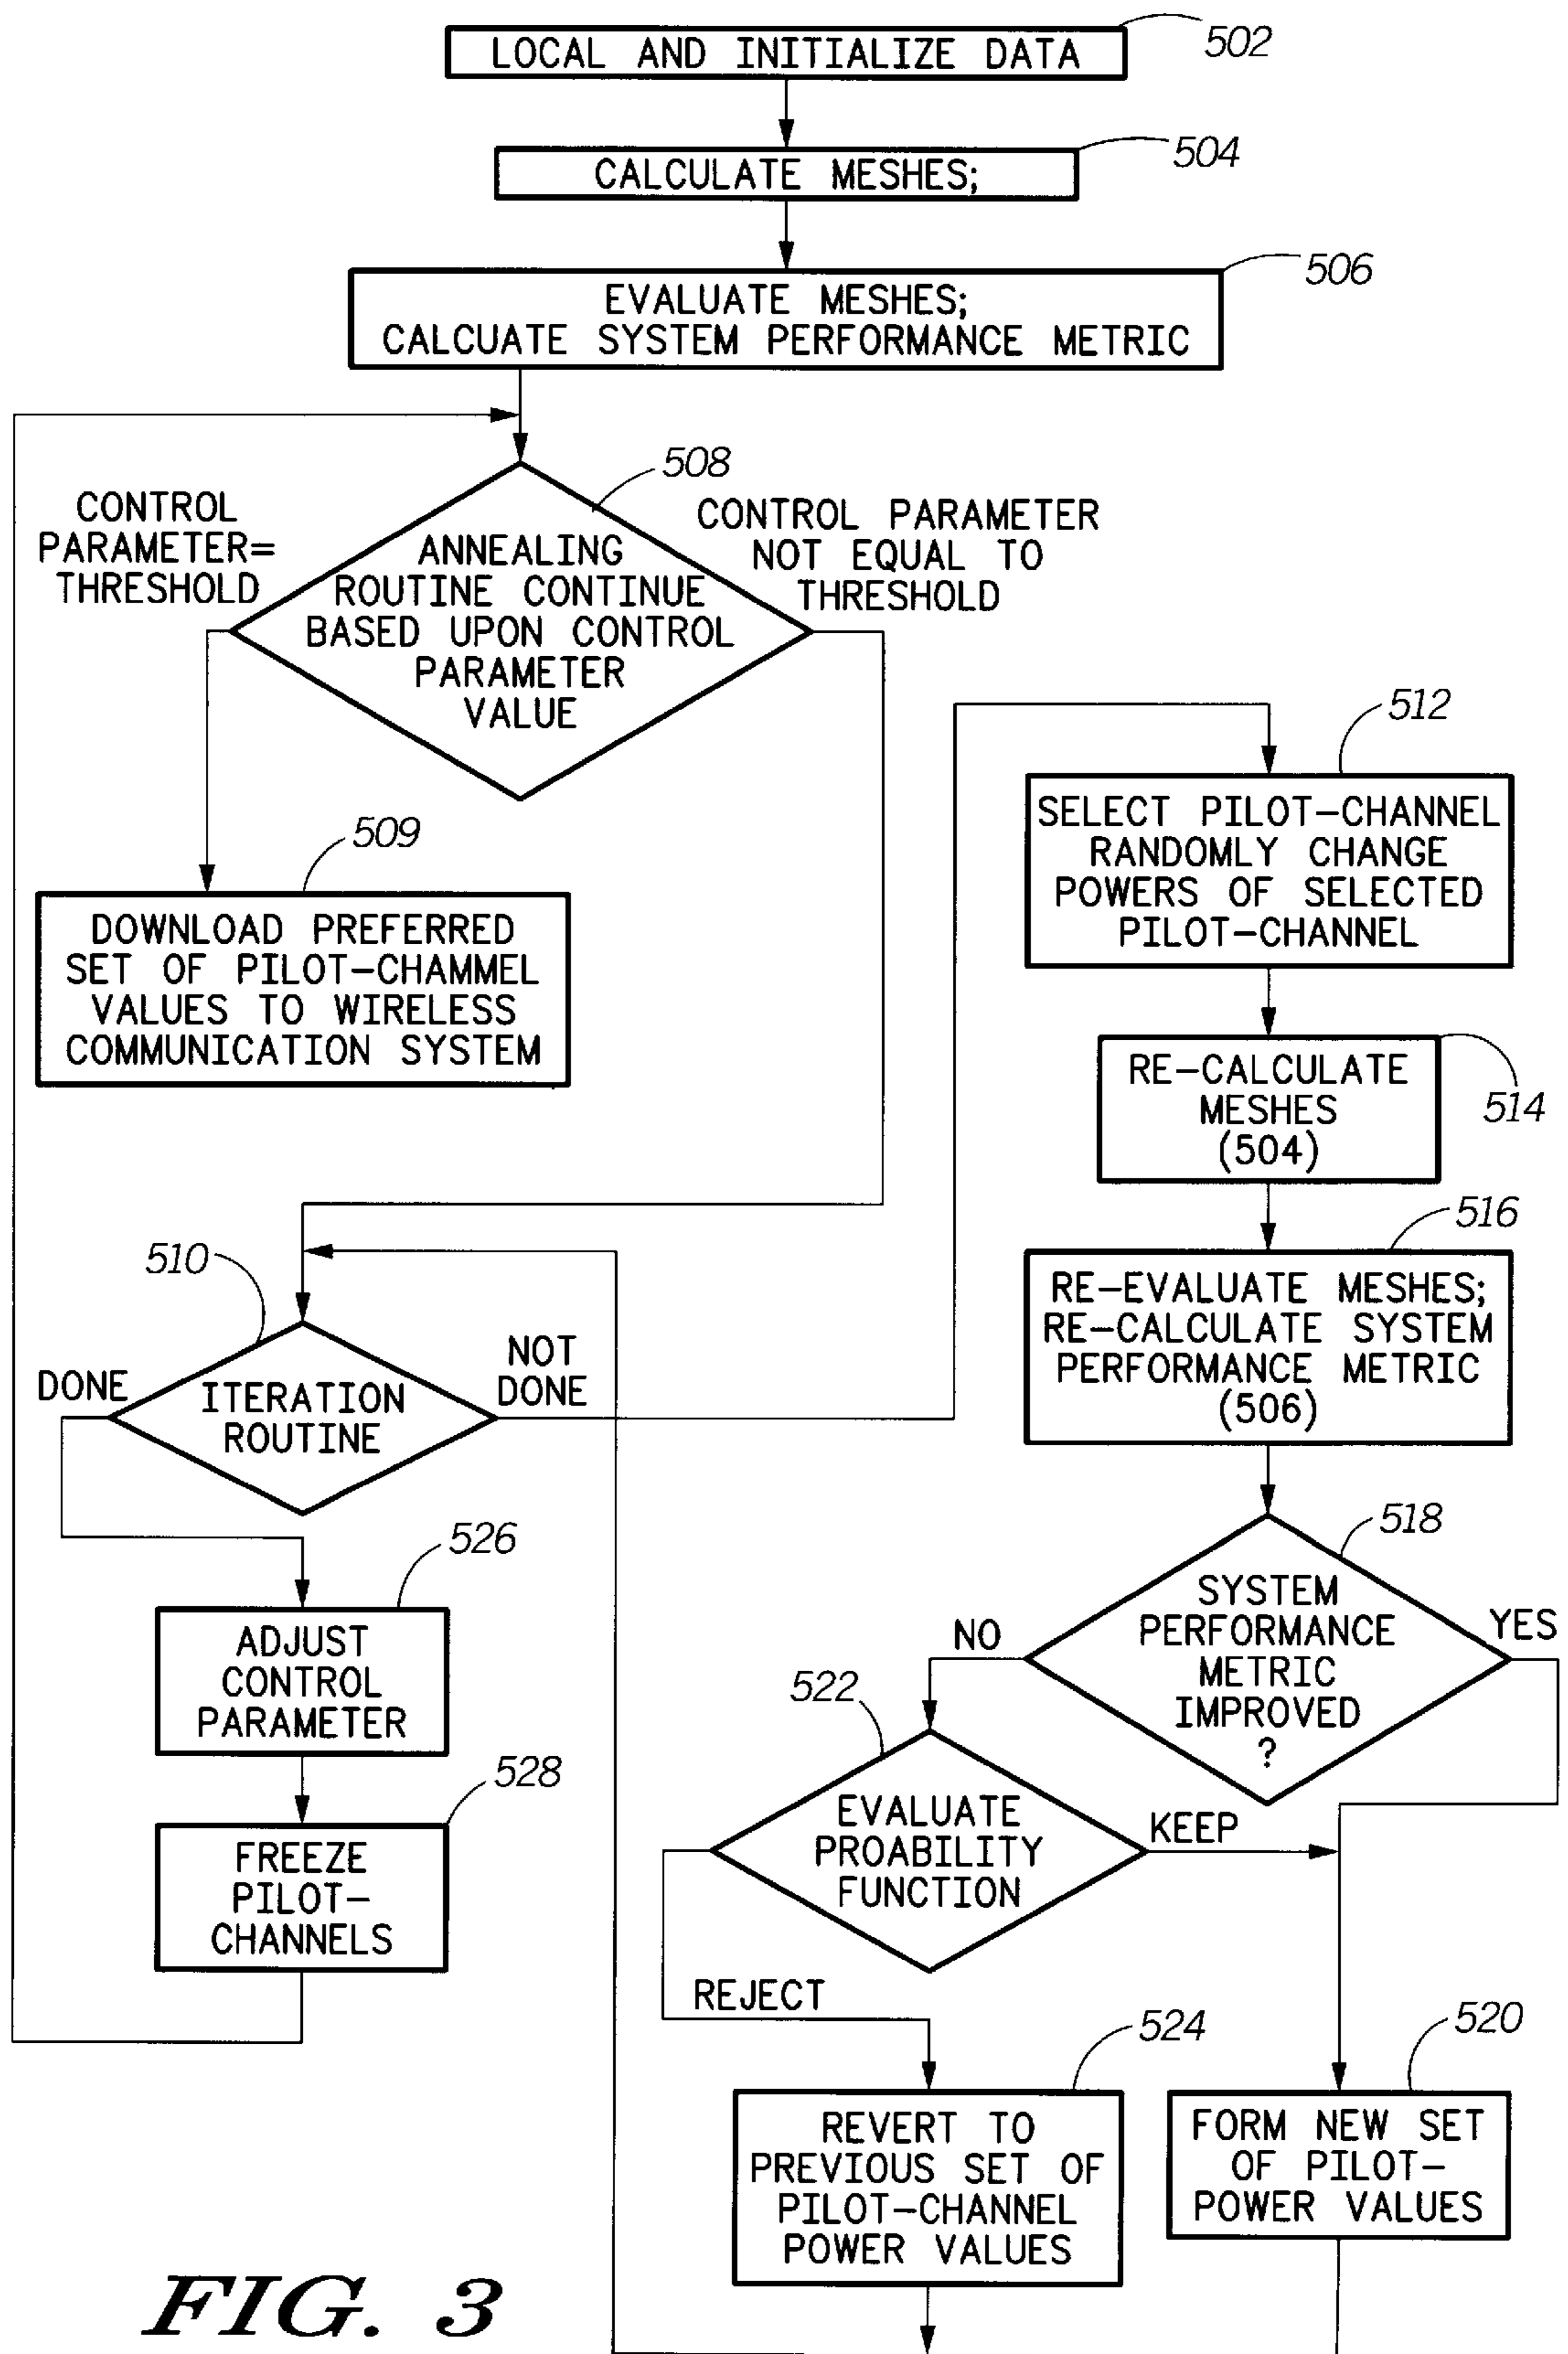 LOCAL AND INITIALIZE DATA
502
CALCULATE MESHES;
504
EVALUATE MESHES;
CALCUATE SYSTEM PERFORMANCE METRIC
506
508
CONTROL
PARAMETER=
THRESHOLD
ANNEALING
ROUTINE CONTINUE
BASED UPON CONTROL
PARAMETER
VALUE
CONTROL PARAMETER
NOT EQUAL TO
THRESHOLD
509
DOWNLOAD PREFERRED
SET OF PILOT-CHAMMEL
VALUES TO WIRELESS
COMMUNICATION SYSTEM
510
DONE
ITERATION
ROUTINE
NOT
DONE
526
ADJUST
CONTROL
PARAMETER
528
FREEZE
PILOT-
CHANNELS
512
SELECT PILOT-CHANNEL
RANDOMLY CHANGE
POWERS OF SELECTED
PILOT-CHANNEL
RE-CALCULATE
MESHES
(504)
514
516
RE-EVALUATE MESHES;
RE-CALCULATE SYSTEM
PERFORMANCE METRIC
(506)
518
SYSTEM
PERFORMANCE
METRIC
IMPROVED
?
NO
YES
522
EVALUATE
PROABILITY
FUNCTION
KEEP
REJECT
524
REVERT TO
PREVIOUS SET OF
PILOT-CHANNEL
POWER VALUES
520
FORM NEW SET
OF PILOT-
POWER VALUES
FIG. 3